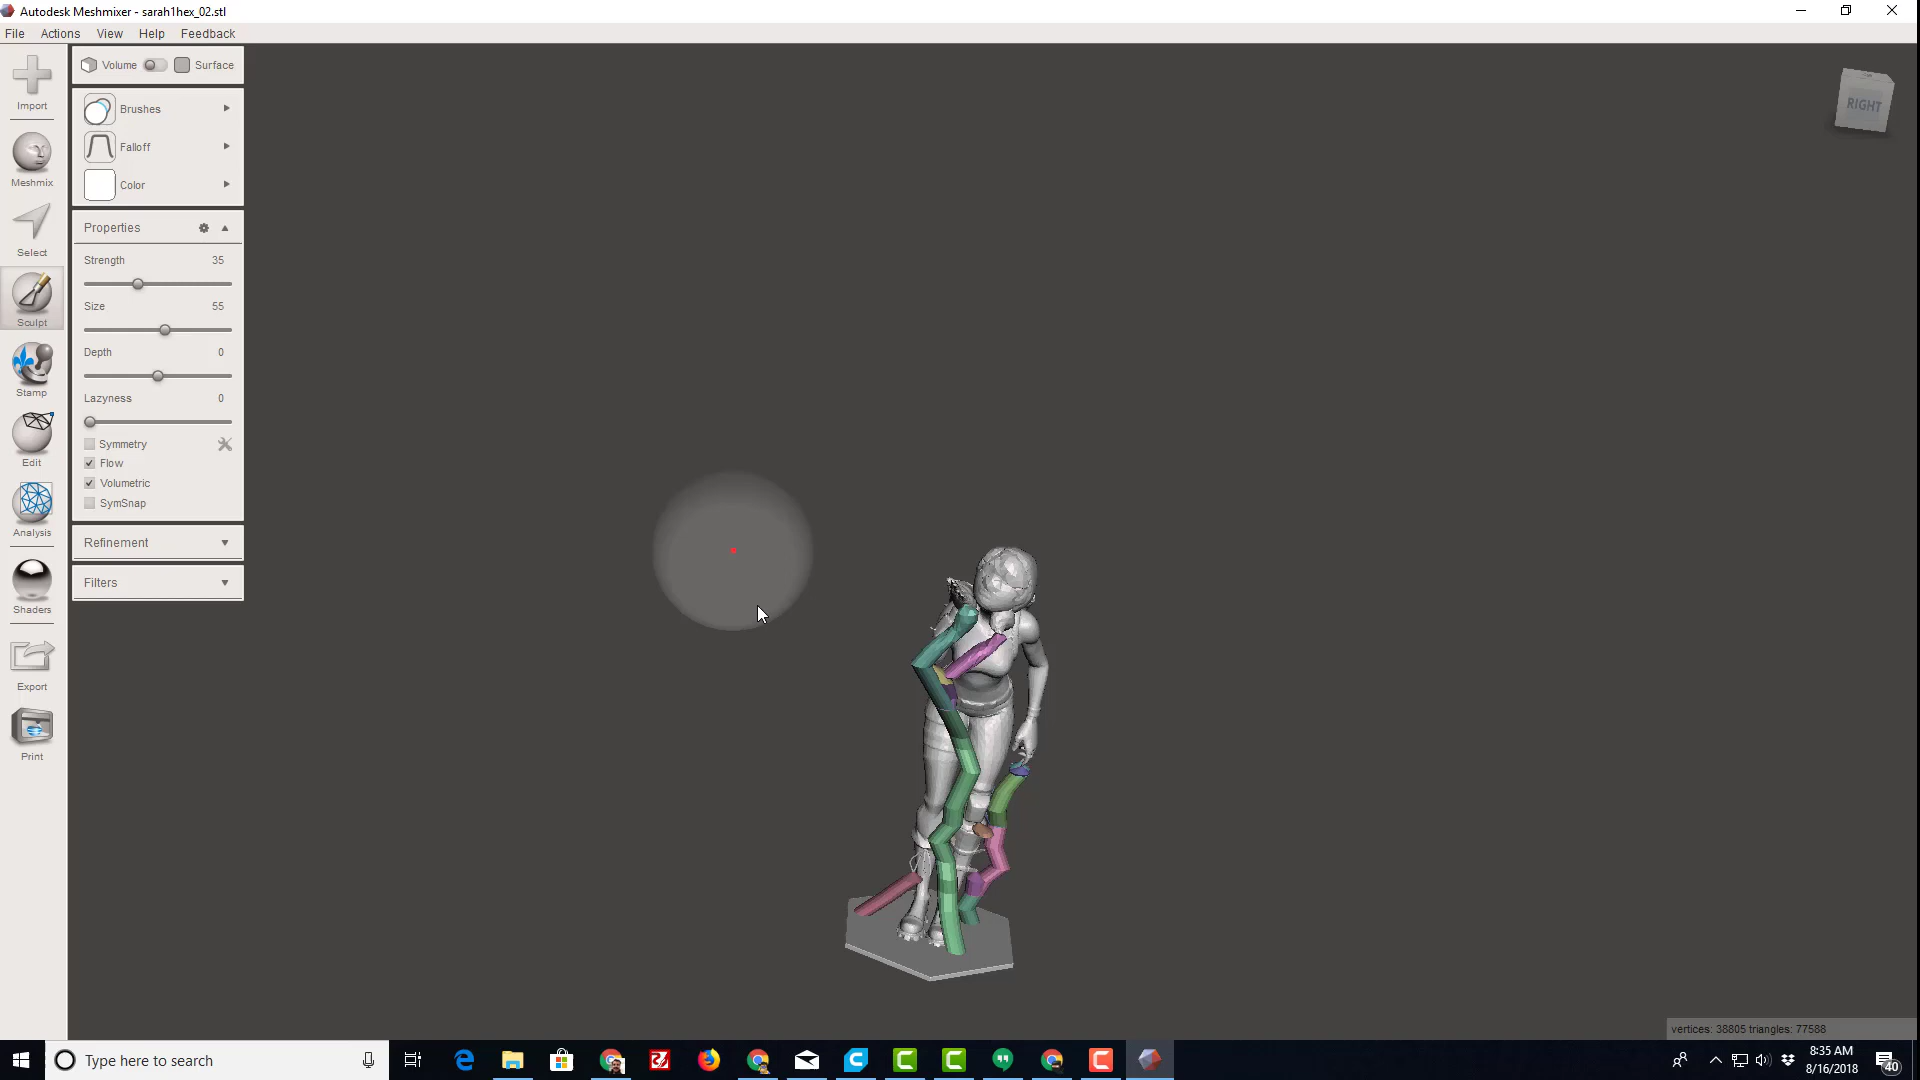 Autodesk Meshmixer - sarah1hex_02.stl
File Actions View Help Feedback
Import
Meshmix
Select
Sculpt
Stamp
Edit
Analysis
Shaders
Export
Print
Volume Surface
Brushes
Falloff
Color
Properties
Strength 35
Size 55
Depth 0
Lazyness 0
Symmetry
Flow
Volumetric
SymSnap
Refinement
Filters
RIGHT
vertices: 38805 triangles: 77588
Type here to search
8:35 AM
8/16/2018
40